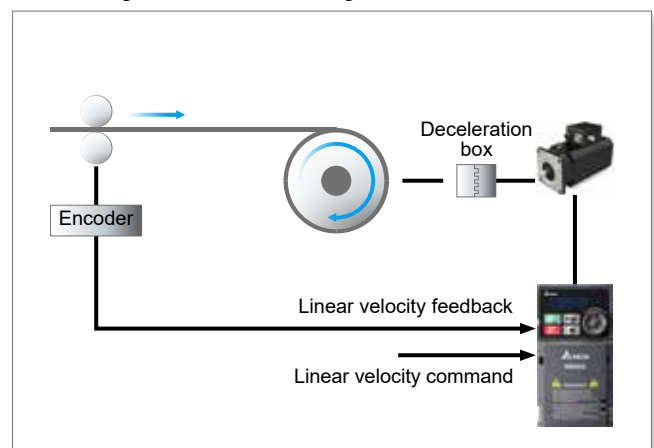 Deceleration
box
Encoder
Linear velocity feedback
Linear velocity command